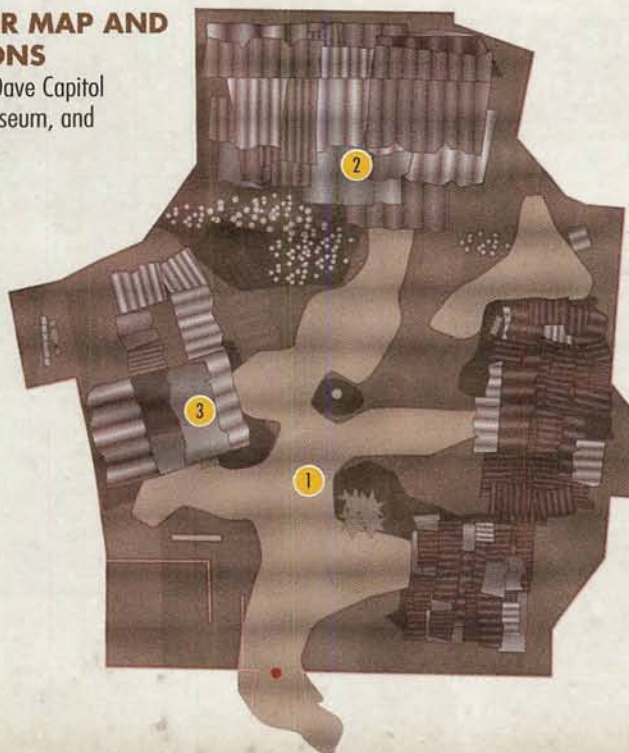 R MAP AND
ONS
Dave Capitol
seum, and
2
3
1